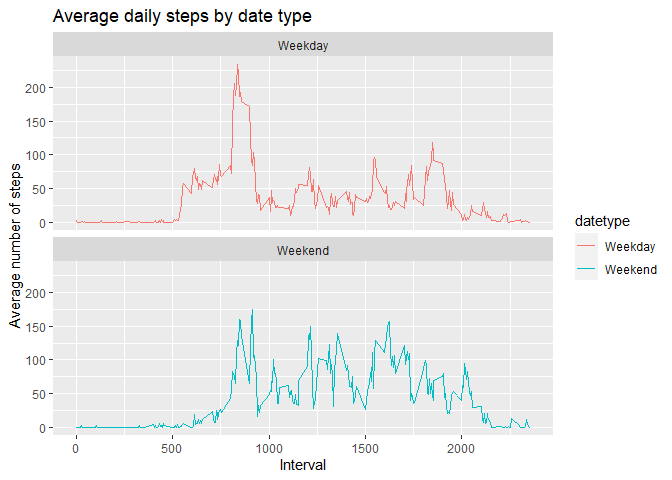 Average daily steps by date type
Weekday
200
150
100
50
0
Weekend
200
150
100
50
0
0 500 1000 1500 2000
Interval
Average number of steps
datetype
Weekday
Weekend